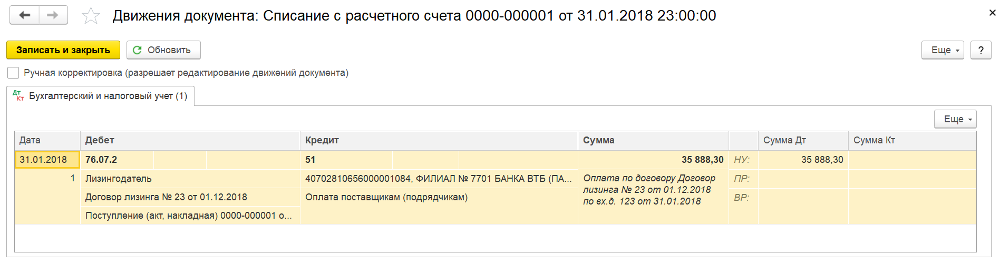 Движения документа: Списание с расчетного счета 0000-000001 от 31.01.2018 23:00:00
Записать и закрыть Обновить Еще ?
Ручная корректировка (разрешает редактирование движений документа)
Дт Кт Бухгалтерский и налоговый учет (1)
Еще
Дата Дебет Кредит Сумма Сумма Дт Сумма Кт
31.01.2018 76.07.2 51 35 888,30 НУ: 35 888,30
1 Лизингодатель 40702810656000001084, ФИЛИАЛ № 7701 БАНКА ВТБ (ПА... Оплата по договору Договор ПР:
лизинга № 23 от 01.12.2018
Договор лизинга № 23 от 01.12.2018 Оплата поставщикам (подрядчикам) по вх.д. 123 от 31.01.2018 ВР:
Поступление (акт, накладная) 0000-000001 о...